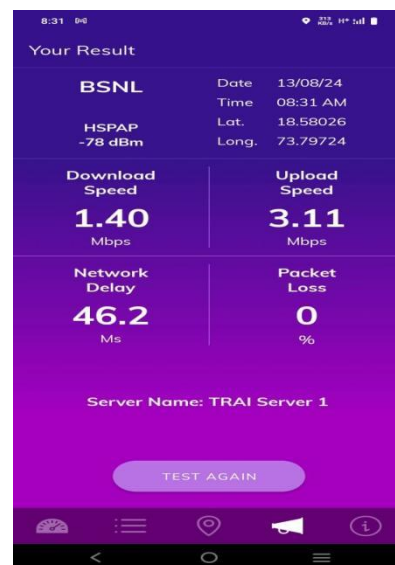 8:31
313 KB/s H+
Your Result
BSNL
HSPAP
-78 dBm
Date 13/08/24
Time 08:31 AM
Lat. 18.58026
Long. 73.79724
Download
Speed
1.40
Mbps
Upload
Speed
3.11
Mbps
Network
Delay
46.2
Ms
Packet
Loss
0
%
Server Name: TRAI Server 1
TEST AGAIN